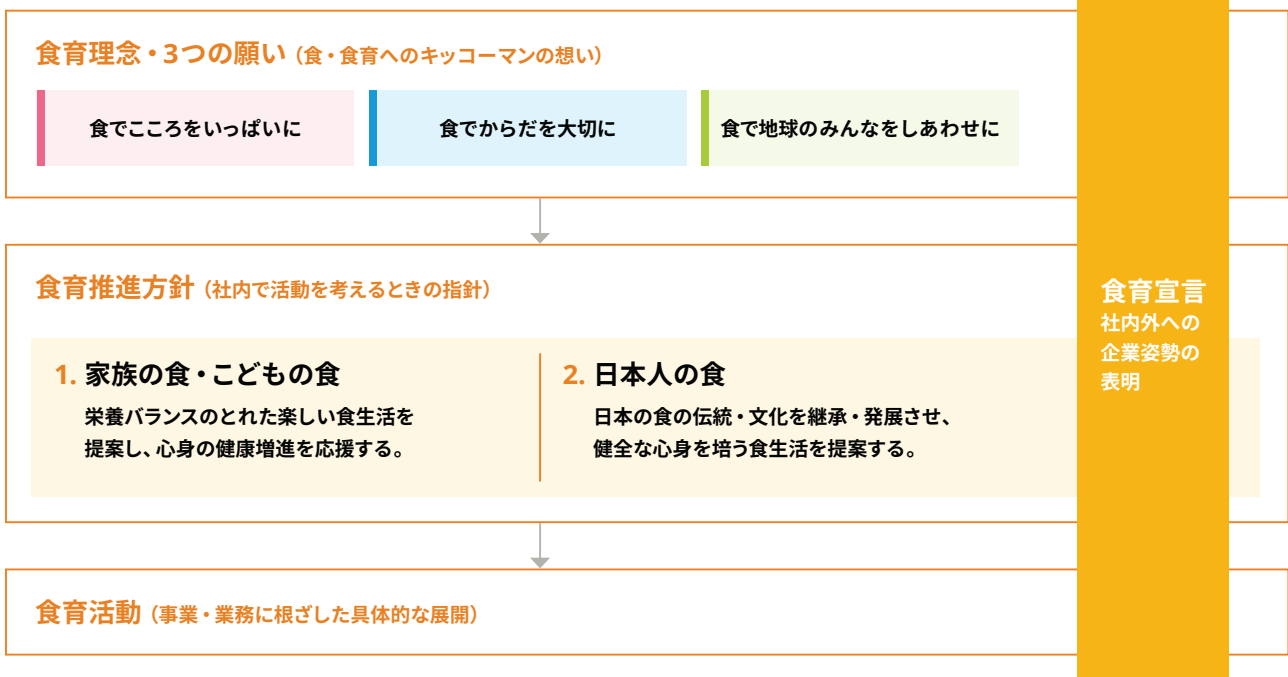 食育理念・3つの願い（食・食育へのキッコーマンの想い）
食でこころをいっぱいに
食でからだを大切に
食で地球のみんなをしあわせに
食育推進方針（社内で活動を考えるときの指針）
1. 家族の食・こどもの食
栄養バランスのとれた楽しい食生活を
提案し、心身の健康増進を応援する。
2. 日本人の食
日本の食の伝統・文化を継承・発展させ、
健全な心身を培う食生活を提案する。
食育活動（事業・業務に根ざした具体的な展開）
食育宣言
社内外への
企業姿勢の
表明